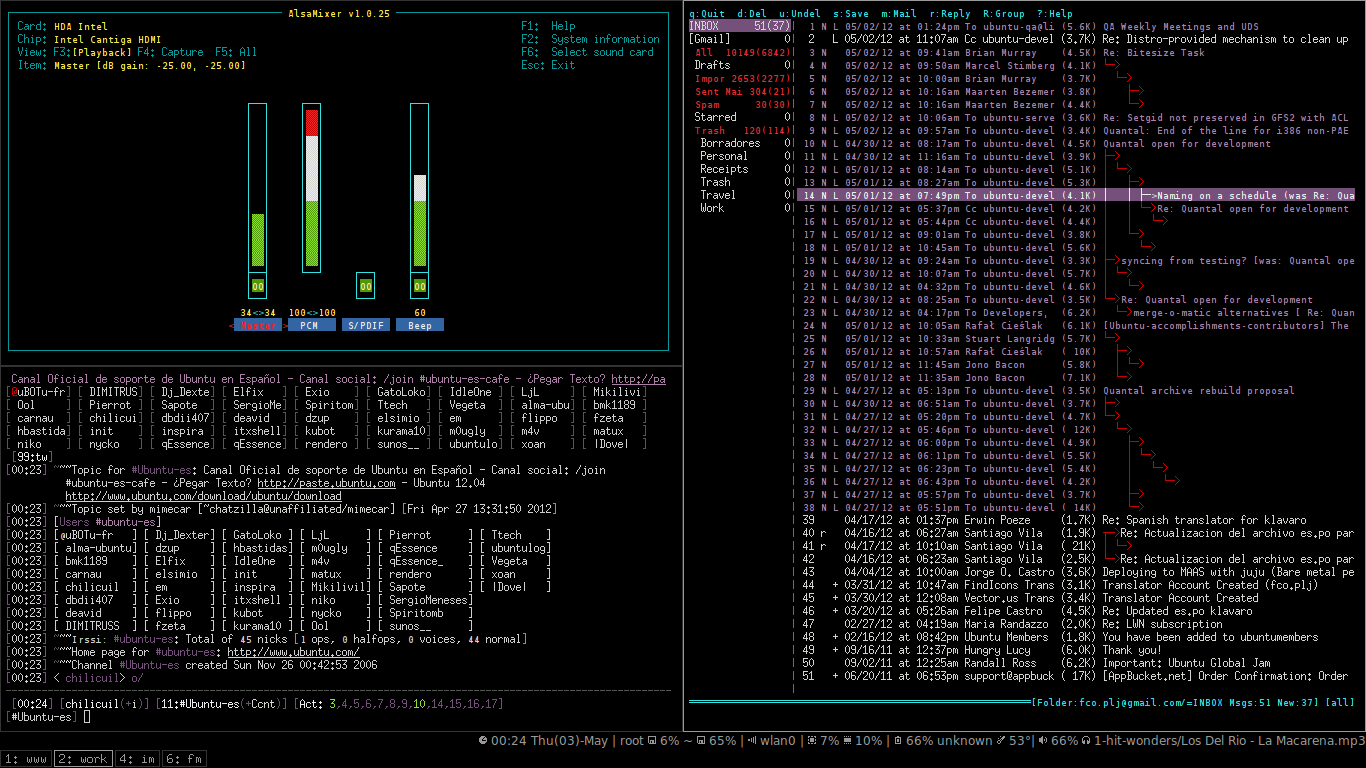 AlsaMixer v1.0.25
Card: HDA Intel F1: Help
Chip: Intel Cantiga HDMI F2: System information
View: F3:[Playback] F4: Capture F5: All F6: Select sound card
Item: Master [dB gain: -25.00, -25.00] Esc: Exit
00 00 00
34<>34 100<>100 60
< Master > PCM S/PDIF Beep
Canal Oficial de soporte de Ubuntu en Español - Canal social: /join #ubuntu-es-cafe - ¿Pegar Texto? http://pa
[@uBOTu-fr] [ DIMITRUS] [ Dj_Dexte] [ Elfix ] [ Exio ] [ GatoLoko] [ IdleOne ] [ LjL ] [ Mikilivi]
[ Ool ] [ Pierrot ] [ Sapote ] [ SergioMe] [ Spiritom] [ Ttech ] [ Vegeta ] [ alma-ubu] [ bmk1189 ]
[ carnau ] [ chilicui] [ dbdii407] [ deavid ] [ dzup ] [ elsimio ] [ em ] [ flippo ] [ fzeta ]
[ hbastida] [ init ] [ inspira ] [ itxshell] [ kubot ] [ kurama10] [ m0ugly ] [ m4v ] [ matux ]
[ niko ] [ nycko ] [ qEssence] [ qEssence] [ rendero ] [ sunos__ ] [ ubuntulo] [ xoan ] [ |Dove| ]
[99:tw]
[00:23] ~~~Topic for #Ubuntu-es: Canal Oficial de soporte de Ubuntu en Español - Canal social: /join
#ubuntu-es-cafe - ¿Pegar Texto? http://paste.ubuntu.com - Ubuntu 12.04
http://www.ubuntu.com/download/ubuntu/download
[00:23] ~~~Topic set by mimecar [~chatzilla@unaffiliated/mimecar] [Fri Apr 27 13:31:50 2012]
[00:23] [Users #ubuntu-es]
[00:23] [@uBOTu-fr ] [ Dj_Dexter] [ GatoLoko ] [ LjL ] [ Pierrot ] [ Ttech ]
[00:23] [ alma-ubuntu] [ dzup ] [ hbastidas] [ m0ugly ] [ qEssence ] [ ubuntulog]
[00:23] [ bmk1189 ] [ Elfix ] [ IdleOne ] [ m4v ] [ qEssence_ ] [ Vegeta ]
[00:23] [ carnau ] [ elsimio ] [ init ] [ matux ] [ rendero ] [ xoan ]
[00:23] [ chilicuil ] [ em ] [ inspira ] [ Mikilivil] [ Sapote ] [ |Dove| ]
[00:23] [ dbdii407 ] [ Exio ] [ itxshell ] [ niko ] [ SergioMeneses]
[00:23] [ deavid ] [ flippo ] [ kubot ] [ nycko ] [ Spiritomb ]
[00:23] [ DIMITRUSS ] [ fzeta ] [ kurama10 ] [ Ool ] [ sunos__ ]
[00:23] ~~~Irssi: #ubuntu-es: Total of 45 nicks [1 ops, 0 halfops, 0 voices, 44 normal]
[00:23] ~~~Home page for #ubuntu-es: http://www.ubuntu.com/
[00:23] ~~~Channel #Ubuntu-es created Sun Nov 26 00:42:53 2006
[00:23] < chilicuil> o/
[00:24] [chilicuil(+i)] [11:#Ubuntu-es(+Ccnt)] [Act: 3,4,5,6,7,8,9,10,14,15,16,17]
[#Ubuntu-es]
q:Quit d:Del u:Undel s:Save m:Mail r:Reply R:Group ?:Help
INBOX 51(37)
[Gmail] 0
All 10149(6842)
Drafts 0
Impor 2653(2277)
Sent Mai 304(21)
Spam 30(30)
Starred 0
Trash 120(114)
Borradores 0
Personal 0
Receipts 0
Trash 0
Travel 0
Work 0
1 N L 05/02/12 at 01:24pm To ubuntu-qa@li (5.6K) QA Weekly Meetings and UDS
2 L 05/02/12 at 11:07am Cc ubuntu-devel (3.7K) Re: Distro-provided mechanism to clean up
3 N L 05/02/12 at 09:41am Brian Murray (4.5K) Re: Bitesize Task
4 N 05/02/12 at 09:50am Marcel Stimberg (4.1K)
5 N L 05/02/12 at 10:00am Brian Murray (3.7K)
6 N L 05/02/12 at 10:16am Maarten Bezemer (3.8K)
7 N L 05/02/12 at 10:16am Maarten Bezemer (4.4K)
8 N L 05/02/12 at 10:06am To ubuntu-serve (3.6K) Re: Setgid not preserved in GFS2 with ACL
9 N L 05/02/12 at 09:57am To ubuntu-devel (3.4K) Quantal: End of the line for i386 non-PAE
10 N L 04/30/12 at 08:17am To ubuntu-devel (4.5K) Quantal open for development
11 N L 04/30/12 at 11:16am To ubuntu-devel (3.9K)
12 N L 05/01/12 at 08:14am To ubuntu-devel (5.1K)
13 N L 05/01/12 at 08:27am To ubuntu-devel (5.3K)
14 N L 05/01/12 at 07:49pm To ubuntu-devel (4.1K) Naming on a schedule (was Re: Qua
15 N L 05/01/12 at 05:37pm Cc ubuntu-devel (4.2K) Re: Quantal open for development
16 N L 05/01/12 at 05:44pm Cc ubuntu-devel (4.4K)
17 N L 05/01/12 at 09:01am To ubuntu-devel (3.8K)
18 N L 05/01/12 at 10:45am To ubuntu-devel (5.6K)
19 N L 04/30/12 at 09:24am To ubuntu-devel (3.3K) syncing from testing? [was: Quantal ope
20 N L 04/30/12 at 10:07am To ubuntu-devel (5.7K)
21 N L 04/30/12 at 04:32am To ubuntu-devel (4.6K)
22 N L 04/30/12 at 08:25am To ubuntu-devel (3.5K) Re: Quantal open for development
23 N L 04/30/12 at 04:17pm To Developers, (6.2K) merge-o-matic alternatives [ Re: Quan
24 N 05/01/12 at 10:05am Rafał Cieślak (6.1K) [Ubuntu-accomplishments-contributors] The
25 N 05/01/12 at 10:33am Stuart Langridg (5.7K)
26 N 05/01/12 at 10:57am Rafał Cieślak ( 10K)
27 N 05/01/12 at 11:45am Jono Bacon (5.8K)
28 N 05/01/12 at 11:35am Jono Bacon (7.1K)
29 N L 04/27/12 at 05:13pm To ubuntu-devel (3.5K) Quantal archive rebuild proposal
30 N L 04/30/12 at 06:51am To ubuntu-devel (3.7K)
31 N L 04/30/12 at 05:20pm To ubuntu-devel (4.7K)
32 N L 04/27/12 at 05:46pm To ubuntu-devel ( 12K)
33 N L 04/27/12 at 06:00pm To ubuntu-devel (4.9K)
34 N L 04/27/12 at 07:11pm To ubuntu-devel (5.5K)
35 N L 04/27/12 at 06:23pm To ubuntu-devel (5.4K)
36 N L 04/27/12 at 06:43pm To ubuntu-devel (4.2K)
37 N L 04/27/12 at 05:57pm To ubuntu-devel (3.7K)
38 N L 04/27/12 at 05:51pm To ubuntu-devel ( 14K)
39 04/17/12 at 01:37pm Erwin Poeze (1.7K) Re: Spanish translator for klavaro
40 r 04/16/12 at 06:27am Santiago Vila (1.9K) Re: Actualizacion del archivo es.po par
41 r 04/17/12 at 10:10am Santiago Vila ( 21K)
42 04/16/12 at 06:23am Santiago Vila (2.5K) Re: Actualizacion del archivo es.po par
43 04/04/12 at 10:00am Jorge O. Castro (3.6K) Deploying to MAAS with juju (Bare metal pe
44 + 03/31/12 at 10:47am FindIcons Trans (3.1K) Translator Account Created (fco.plj)
45 + 03/30/12 at 12:08am Vector.us Trans (3.4K) Translator Account Created
46 + 03/20/12 at 05:26am Felipe Castro (4.5K) Re: Updated es.po klavaro
47 02/27/12 at 04:19am Maria Randazzo (2.0K) Re: LWN subscription
48 + 02/16/12 at 08:42pm Ubuntu Members (1.8K) You have been added to ubuntumembers
49 + 09/16/11 at 12:37pm Hungry Lucy (6.0K) Thank you!
50 09/02/11 at 12:25am Randall Ross (6.2K) Important: Ubuntu Global Jam
51 + 06/20/11 at 06:53pm support@appbuck ( 17K) [AppBucket.net] Order Confirmation: Order
[Folder:fco.plj@gmail.com/=INBOX Msgs:51 New:37] [all]
00:24 Thu(03)-May | root 6% ~ 65% | wlan0 | 7% 10% | 66% unknown 53°| 66% 1-hit-wonders/Los Del Rio - La Macarena.mp3
1: www 2: work 4: im 6: fm